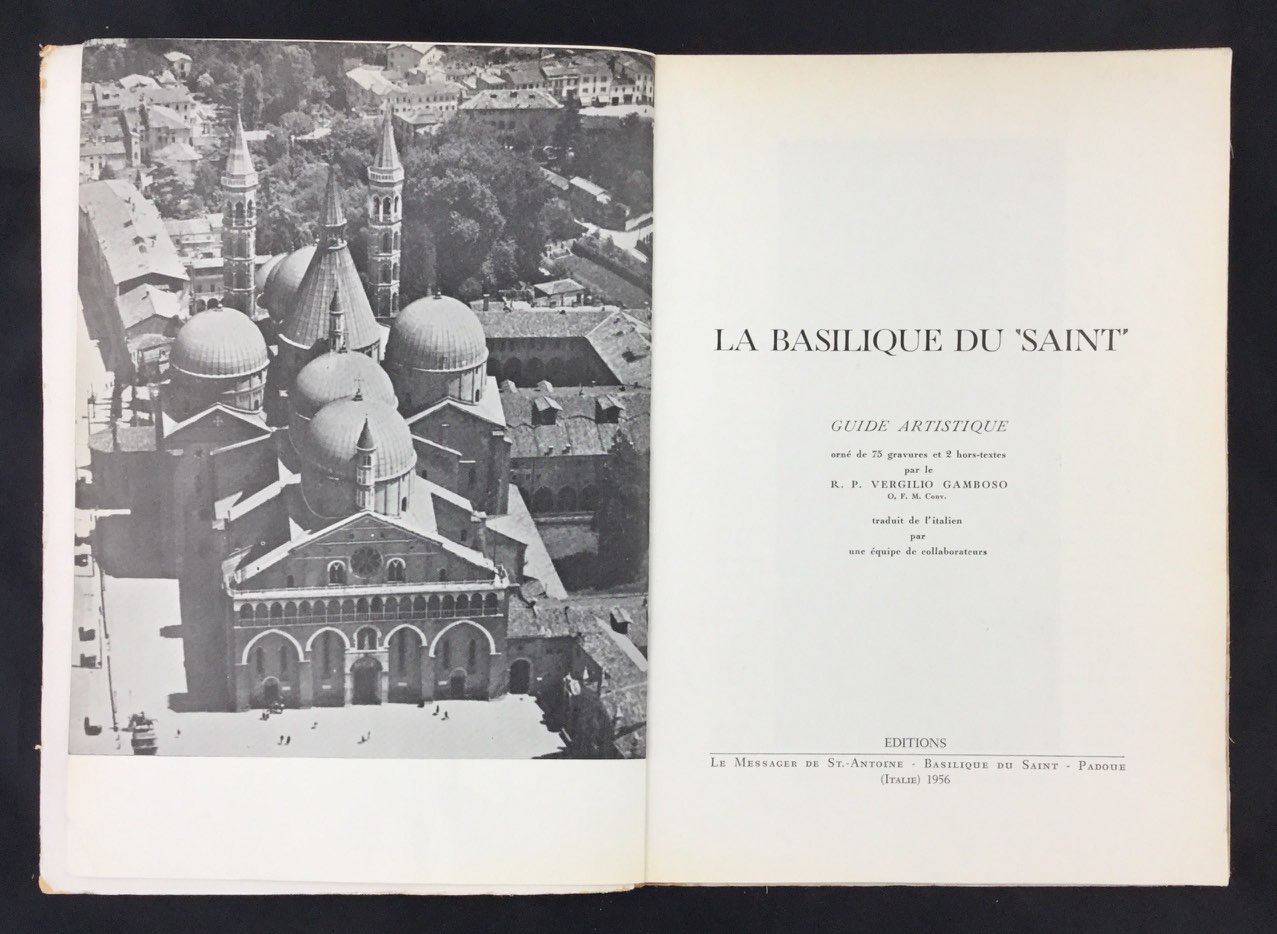 LA BASILIQUE DU "SAINT"
GUIDE ARTISTIQUE
orné de 75 gravures et 2 hors-textes
par le
R. P. VERGILIO GAMBOSO
O. F. M. Conv.
traduit de l'italien
par
une équipe de collaborateurs
EDITIONS
LE MESSAGER DE ST.-ANTOINE - BASILIQUE DU SAINT - PADOUE
(ITALIE) 1956